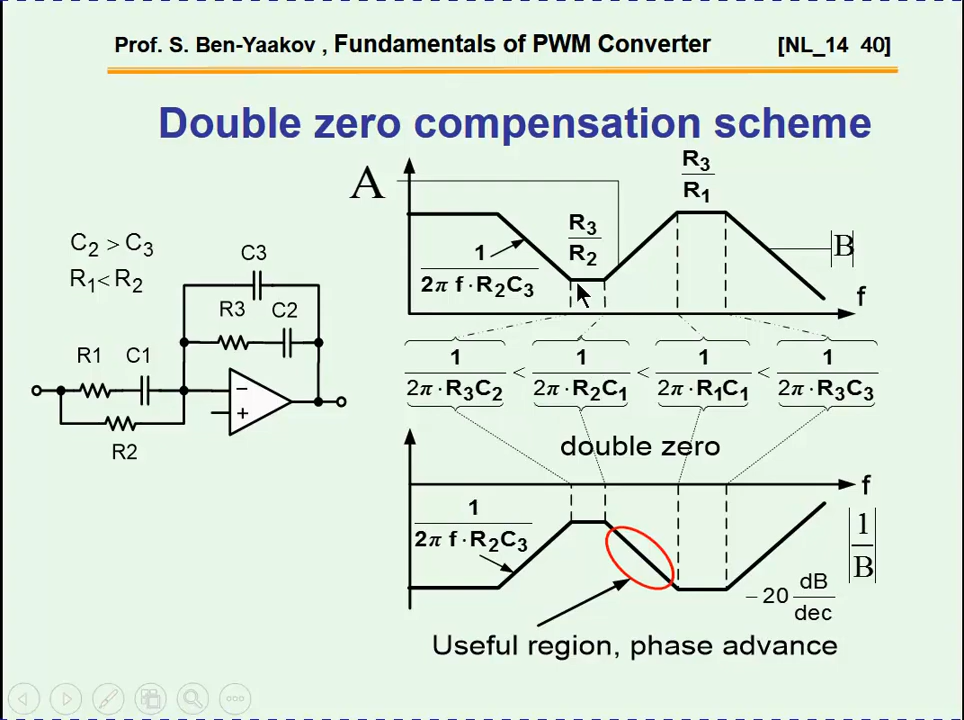 Prof. S. Ben-Yaakov , Fundamentals of PWM Converter [NL_14 40]
Double zero compensation scheme
A
R3/R1
C2 > C3
R1< R2
R3/R2
1/(2π f·R2C3)
|B|
f
C3
R3 C2
R1 C1
−
+
R2
1/(2π·R3C2) < 1/(2π·R2C1) < 1/(2π·R1C1) < 1/(2π·R3C3)
double zero
f
1/(2π f·R2C3)
|1/B|
−20 dB/dec
Useful region, phase advance